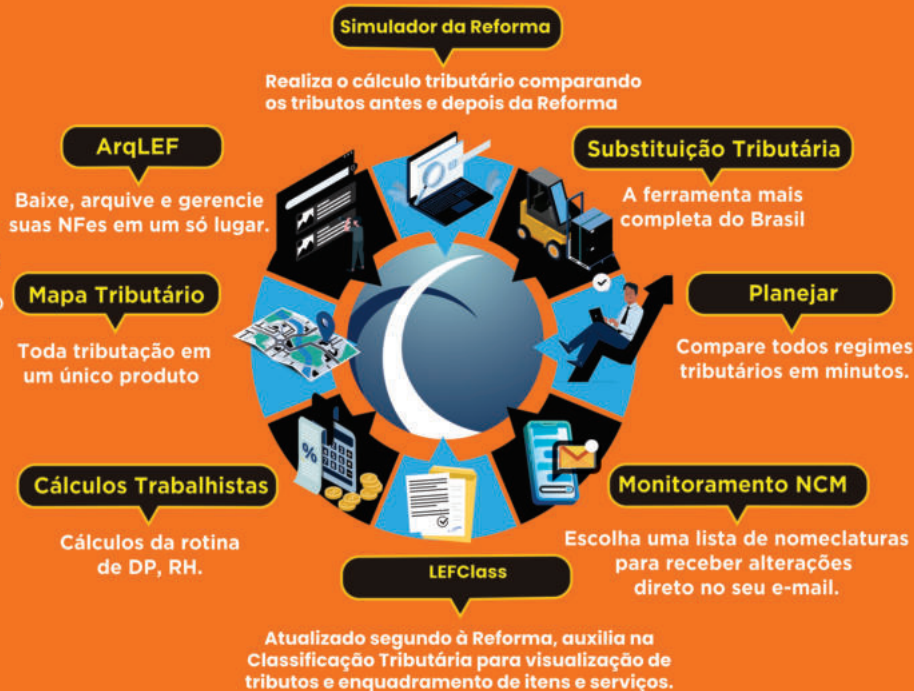 Simulador da Reforma
Realiza o cálculo tributário comparando
os tributos antes e depois da Reforma
ArqLEF
Baixe, arquive e gerencie
suas NFes em um só lugar.
Substituição Tributária
A ferramenta mais
completa do Brasil
Mapa Tributário
Toda tributação em
um único produto
Planejar
Compare todos regimes
tributários em minutos.
Cálculos Trabalhistas
Cálculos da rotina
de DP, RH.
%
Monitoramento NCM
Escolha uma lista de nomeclaturas
para receber alterações
direto no seu e-mail.
LEFClass
Atualizado segundo à Reforma, auxilia na
Classificação Tributária para visualização de
tributos e enquadramento de itens e serviços.